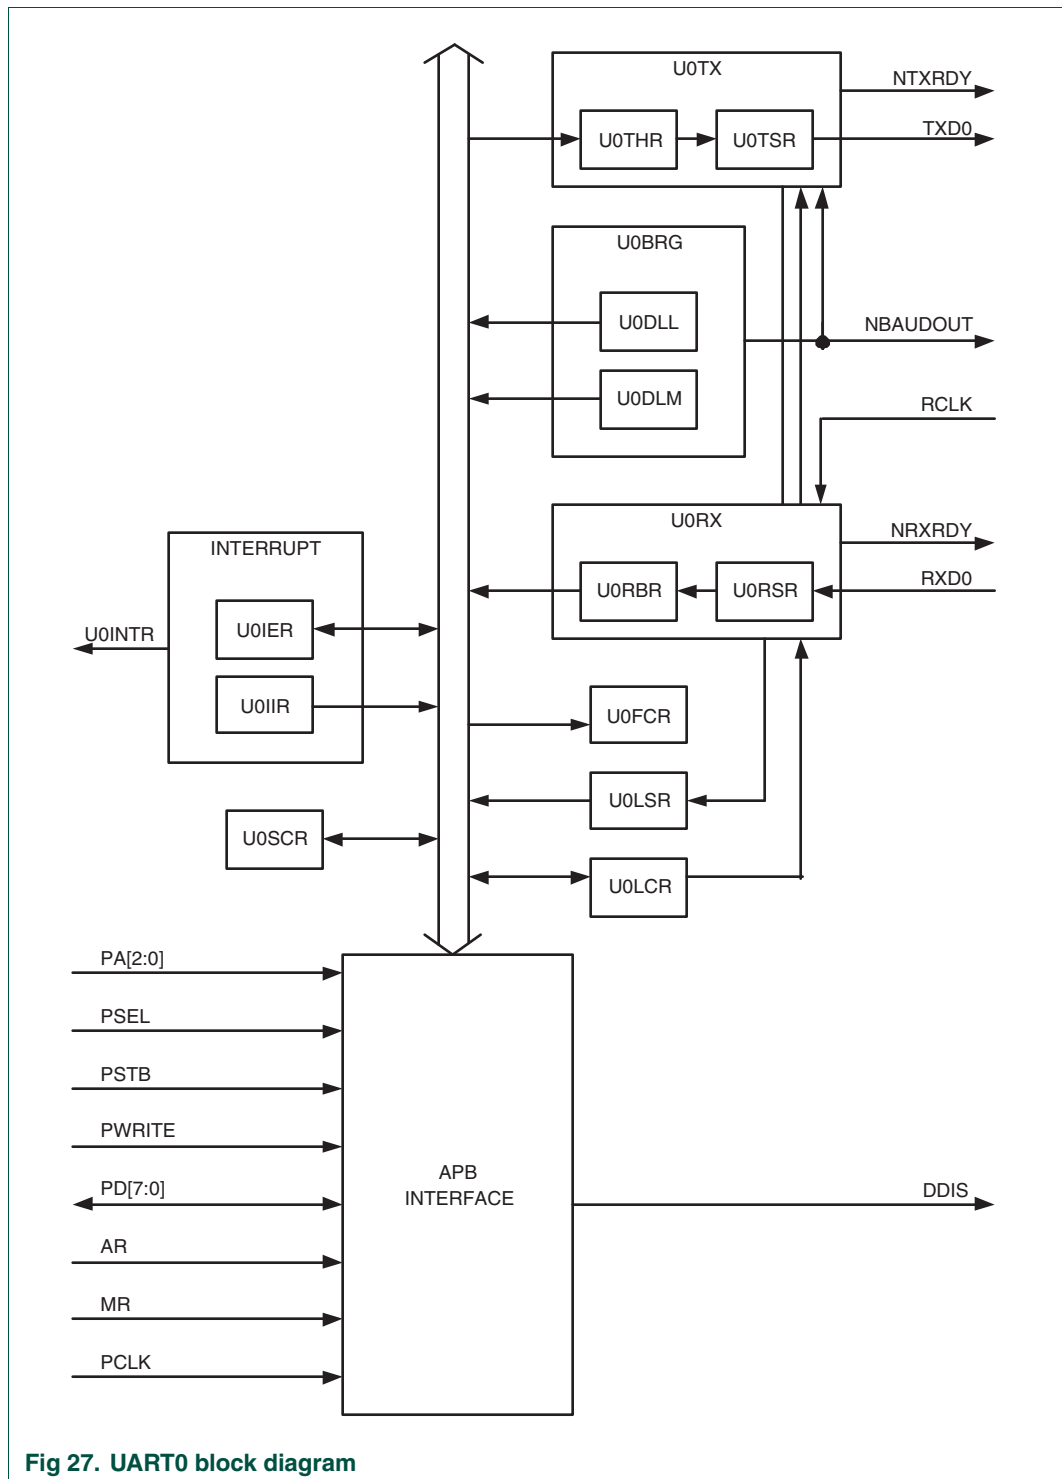 U0TX
NTXRDY
U0THR
U0TSR
TXD0
U0BRG
U0DLL
NBAUDOUT
U0DLM
RCLK
U0RX
NRXRDY
INTERRUPT
U0RBR
U0RSR
RXD0
U0INTR
U0IER
U0IIR
U0FCR
U0LSR
U0SCR
U0LCR
PA[2:0]
PSEL
PSTB
PWRITE
APB
INTERFACE
PD[7:0]
DDIS
AR
MR
PCLK
Fig 27. UART0 block diagram